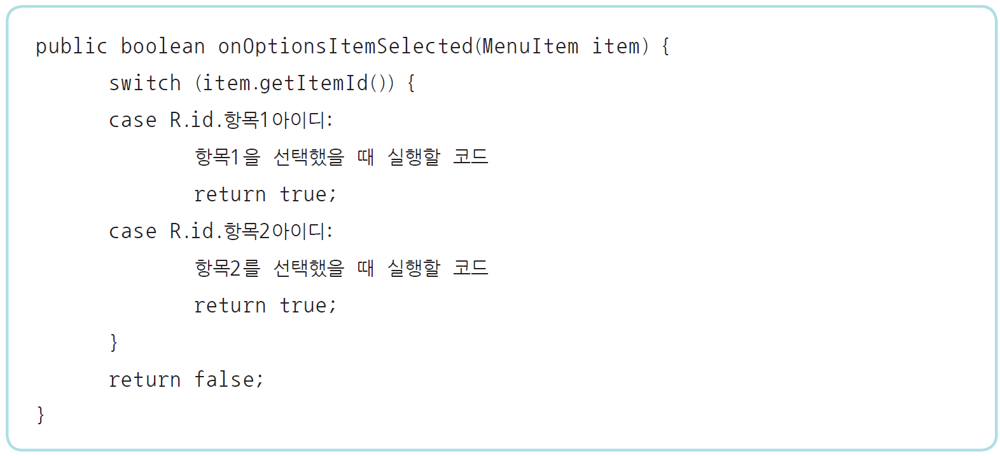 public boolean onOptionsItemSelected(MenuItem item) {
switch (item.getItemId()) {
case R.id.항목1아이디:
항목1을 선택했을 때 실행할 코드
return true;
case R.id.항목2아이디:
항목2를 선택했을 때 실행할 코드
return true;
}
return false;
}